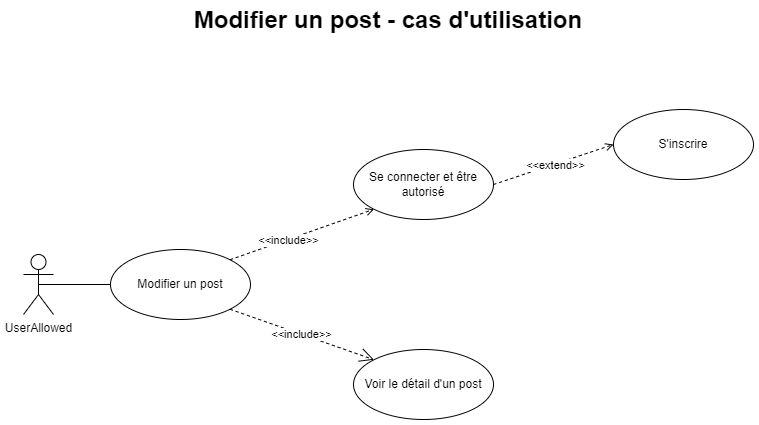 Modifier un post - cas d'utilisation
S'inscrire
<<extend>>
Se connecter et être
autorisé
<<include>>
Modifier un post
UserAllowed
<<include>>
Voir le détail d'un post